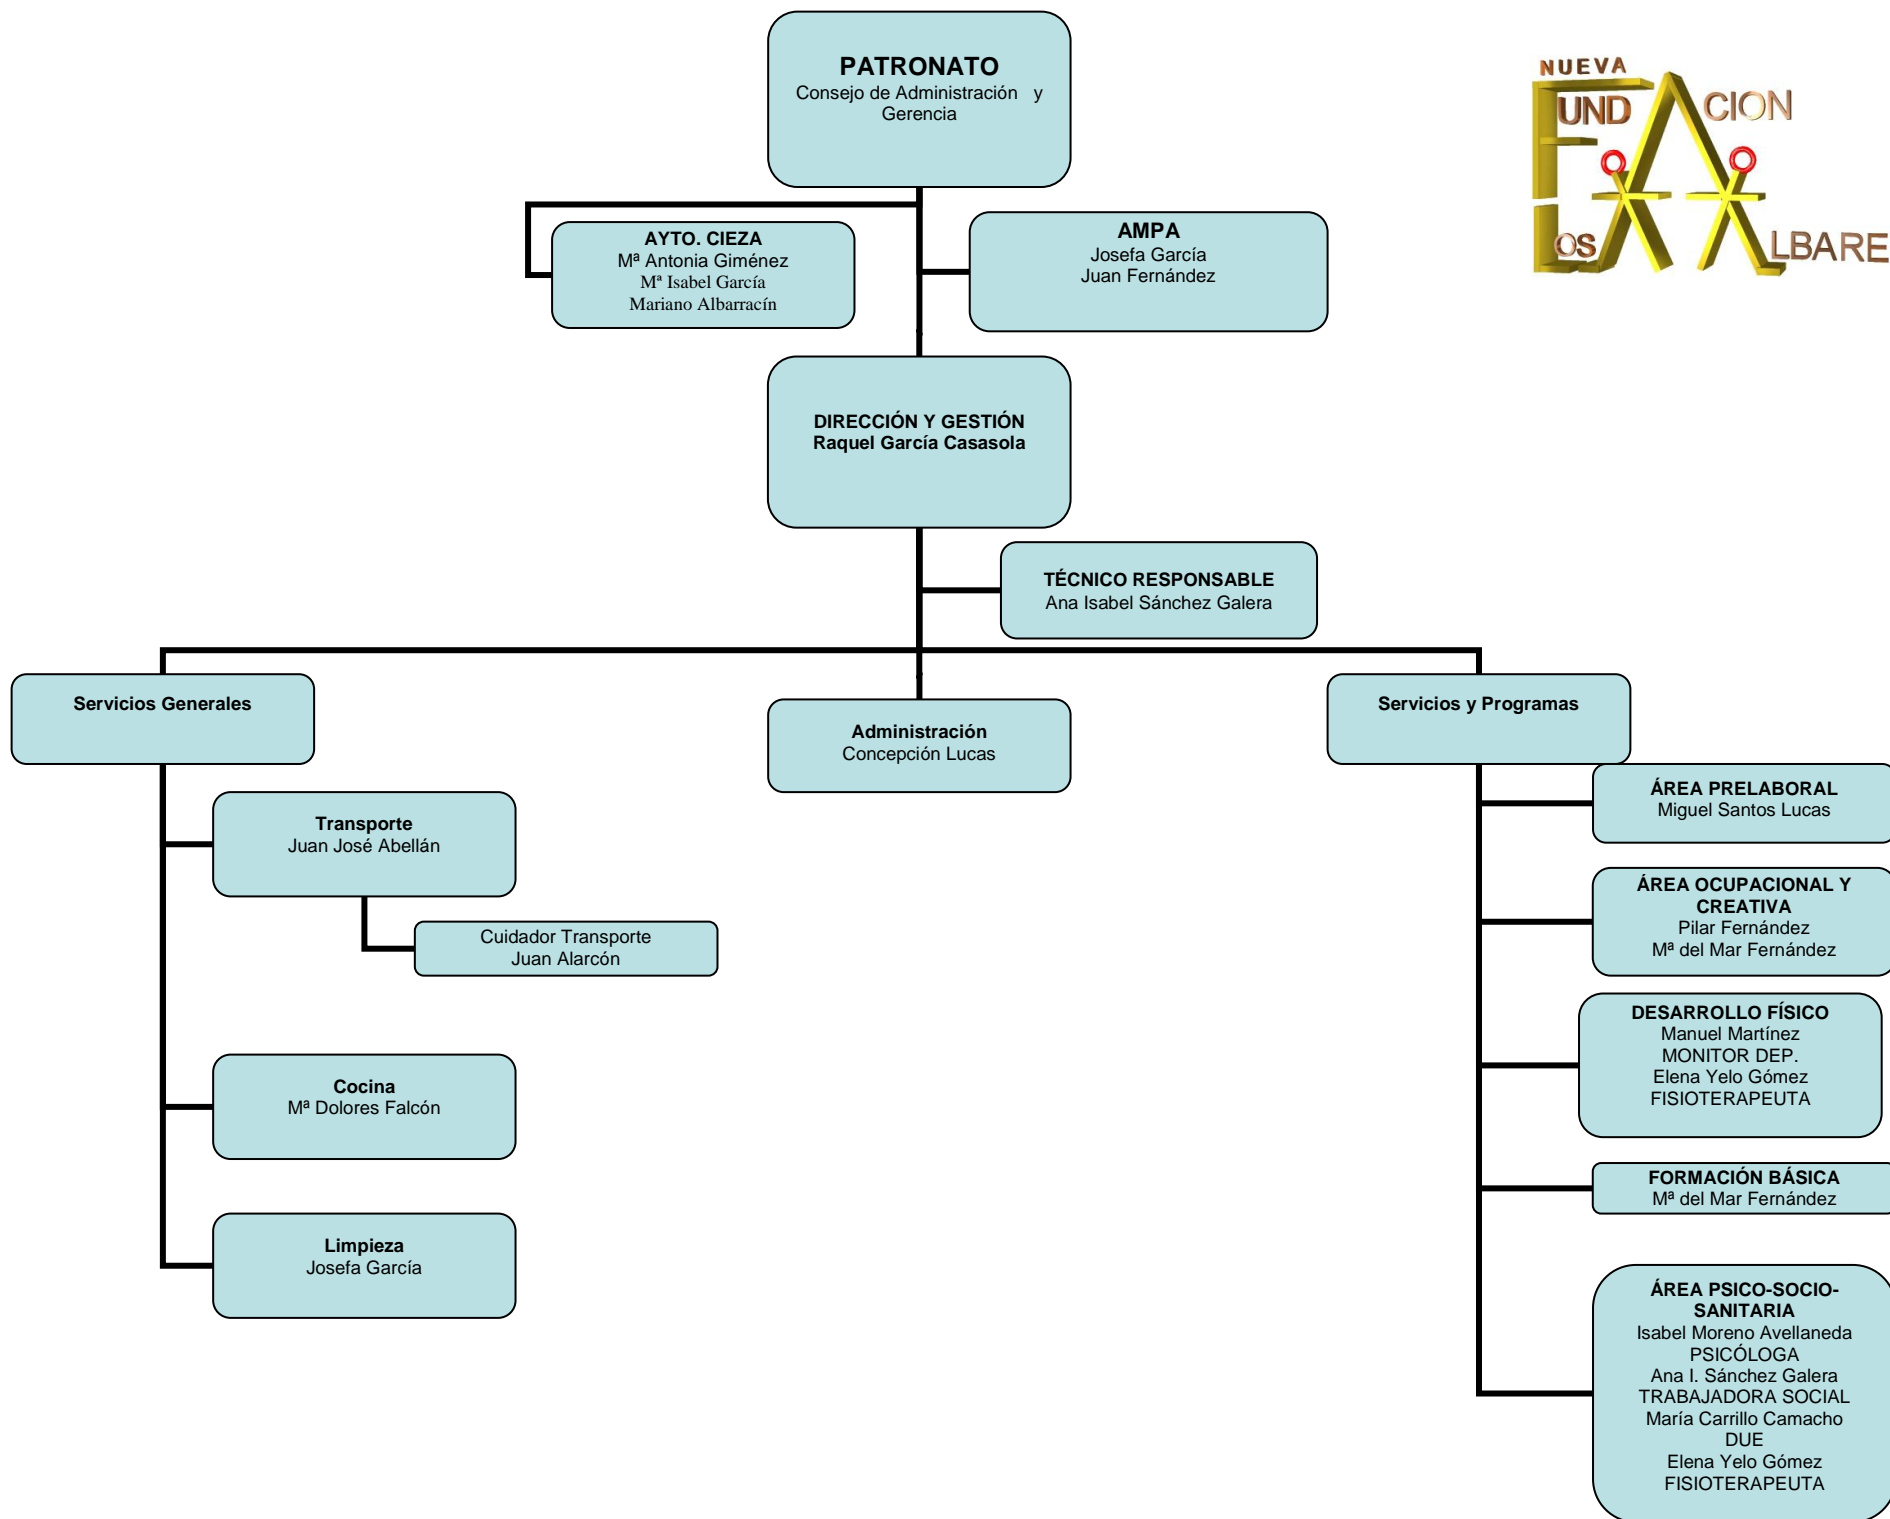 PATRONATO
Consejo de Administración y
Gerencia
NUEVA
FUNDACION
LOS ALBARE
AYTO. CIEZA
Mª Antonia Giménez
Mª Isabel García
Mariano Albarracín
AMPA
Josefa García
Juan Fernández
DIRECCIÓN Y GESTIÓN
Raquel García Casasola
TÉCNICO RESPONSABLE
Ana Isabel Sánchez Galera
Servicios Generales
Administración
Concepción Lucas
Servicios y Programas
Transporte
Juan José Abellán
Cuidador Transporte
Juan Alarcón
Cocina
Mª Dolores Falcón
Limpieza
Josefa García
ÁREA PRELABORAL
Miguel Santos Lucas
ÁREA OCUPACIONAL Y
CREATIVA
Pilar Fernández
Mª del Mar Fernández
DESARROLLO FÍSICO
Manuel Martínez
MONITOR DEP.
Elena Yelo Gómez
FISIOTERAPEUTA
FORMACIÓN BÁSICA
Mª del Mar Fernández
ÁREA PSICO-SOCIO-
SANITARIA
Isabel Moreno Avellaneda
PSICÓLOGA
Ana I. Sánchez Galera
TRABAJADORA SOCIAL
María Carrillo Camacho
DUE
Elena Yelo Gómez
FISIOTERAPEUTA